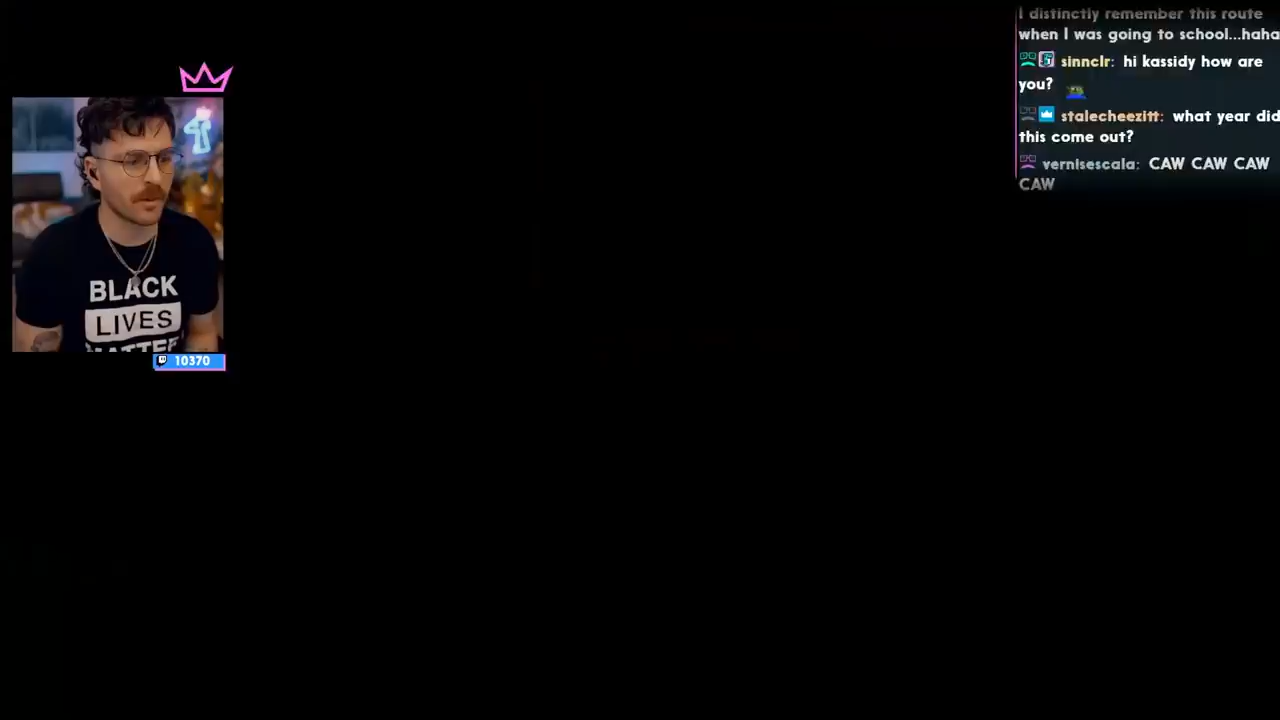 I distinctly remember this route
when I was going to school...haha
sinnclr: hi kassidy how are
you?
stalecheezitt: what year did
this come out?
vernisescala: CAW CAW CAW
CAW
BLACK
LIVES
MATTER
10370